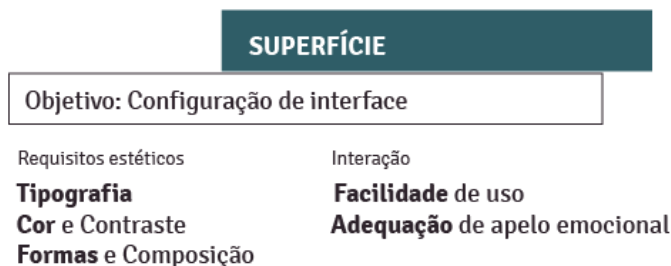 SUPERFÍCIE
Objetivo: Configuração de interface
Requisitos estéticos
Tipografia
Cor e Contraste
Formas e Composição
Interação
Facilidade de uso
Adequação de apelo emocional